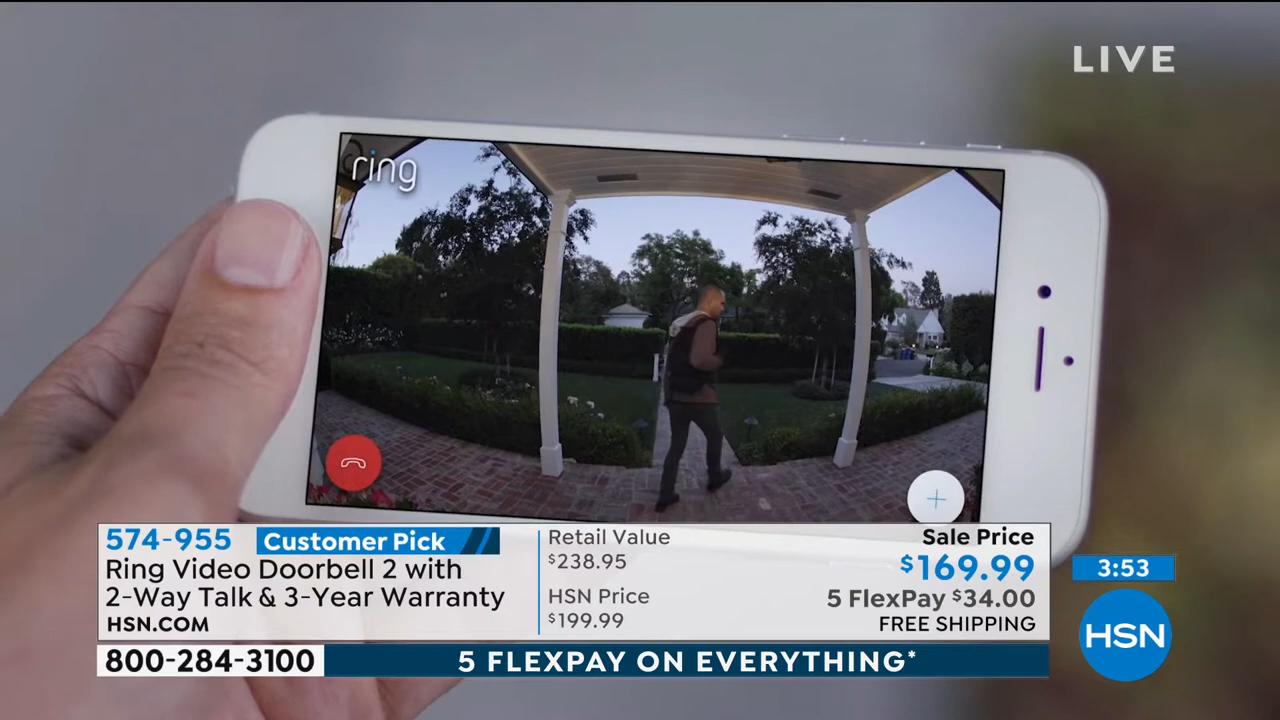 LIVE
ring
574-955 Customer Pick
Ring Video Doorbell 2 with
2-Way Talk & 3-Year Warranty
HSN.COM
Retail Value
$238.95
HSN Price
$199.99
Sale Price
$169.99
5 FlexPay $34.00
FREE SHIPPING
3:53
HSN
800-284-3100
5 FLEXPAY ON EVERYTHING*